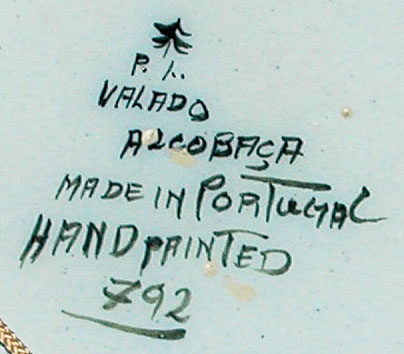 P. L.
VALADO
ALCOBAÇA
MADE IN PORTUGAL
HANDPAINTED
792